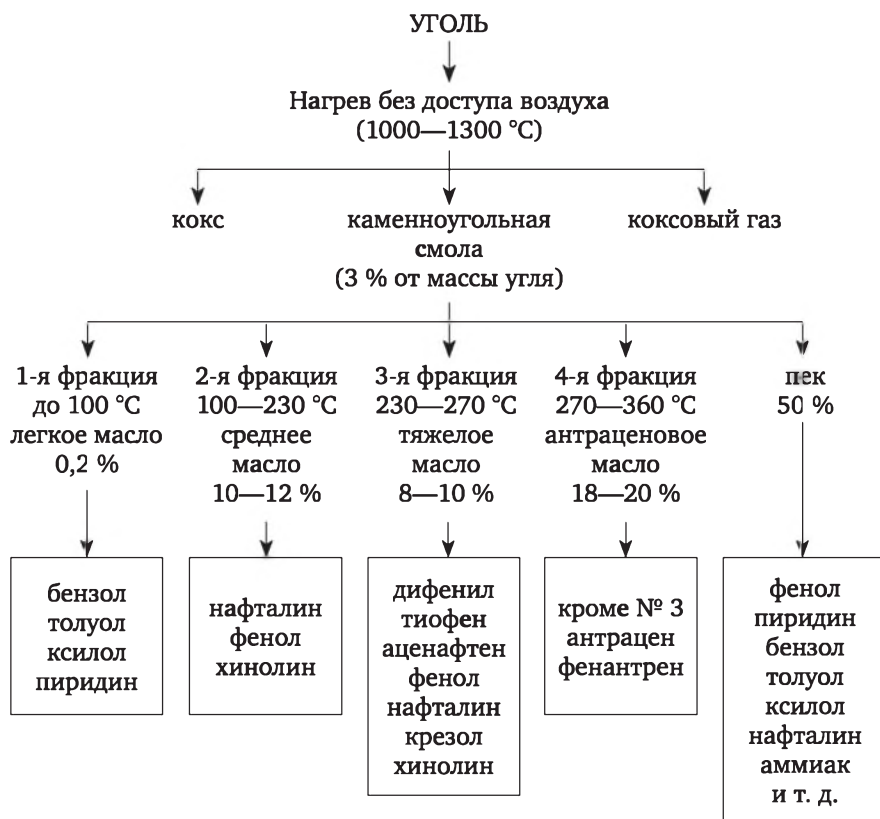 УГОЛЬ
Нагрев без доступа воздуха
(1000—1300 °C)
кокс
каменноугольная
смола
(3 % от массы угля)
коксовый газ
1-я фракция
до 100 °C
легкое масло
0,2 %
2-я фракция
100—230 °C
среднее
масло
10—12 %
3-я фракция
230—270 °C
тяжелое
масло
8—10 %
4-я фракция
270—360 °C
антраценовое
масло
18—20 %
пек
50 %
бензол
толуол
ксилол
пиридин
нафталин
фенол
хинолин
дифенил
тиофен
аценафтен
фенол
нафталин
крезол
хинолин
кроме № 3
антрацен
фенантрен
фенол
пиридин
бензол
толуол
ксилол
нафталин
аммиак
и т. д.